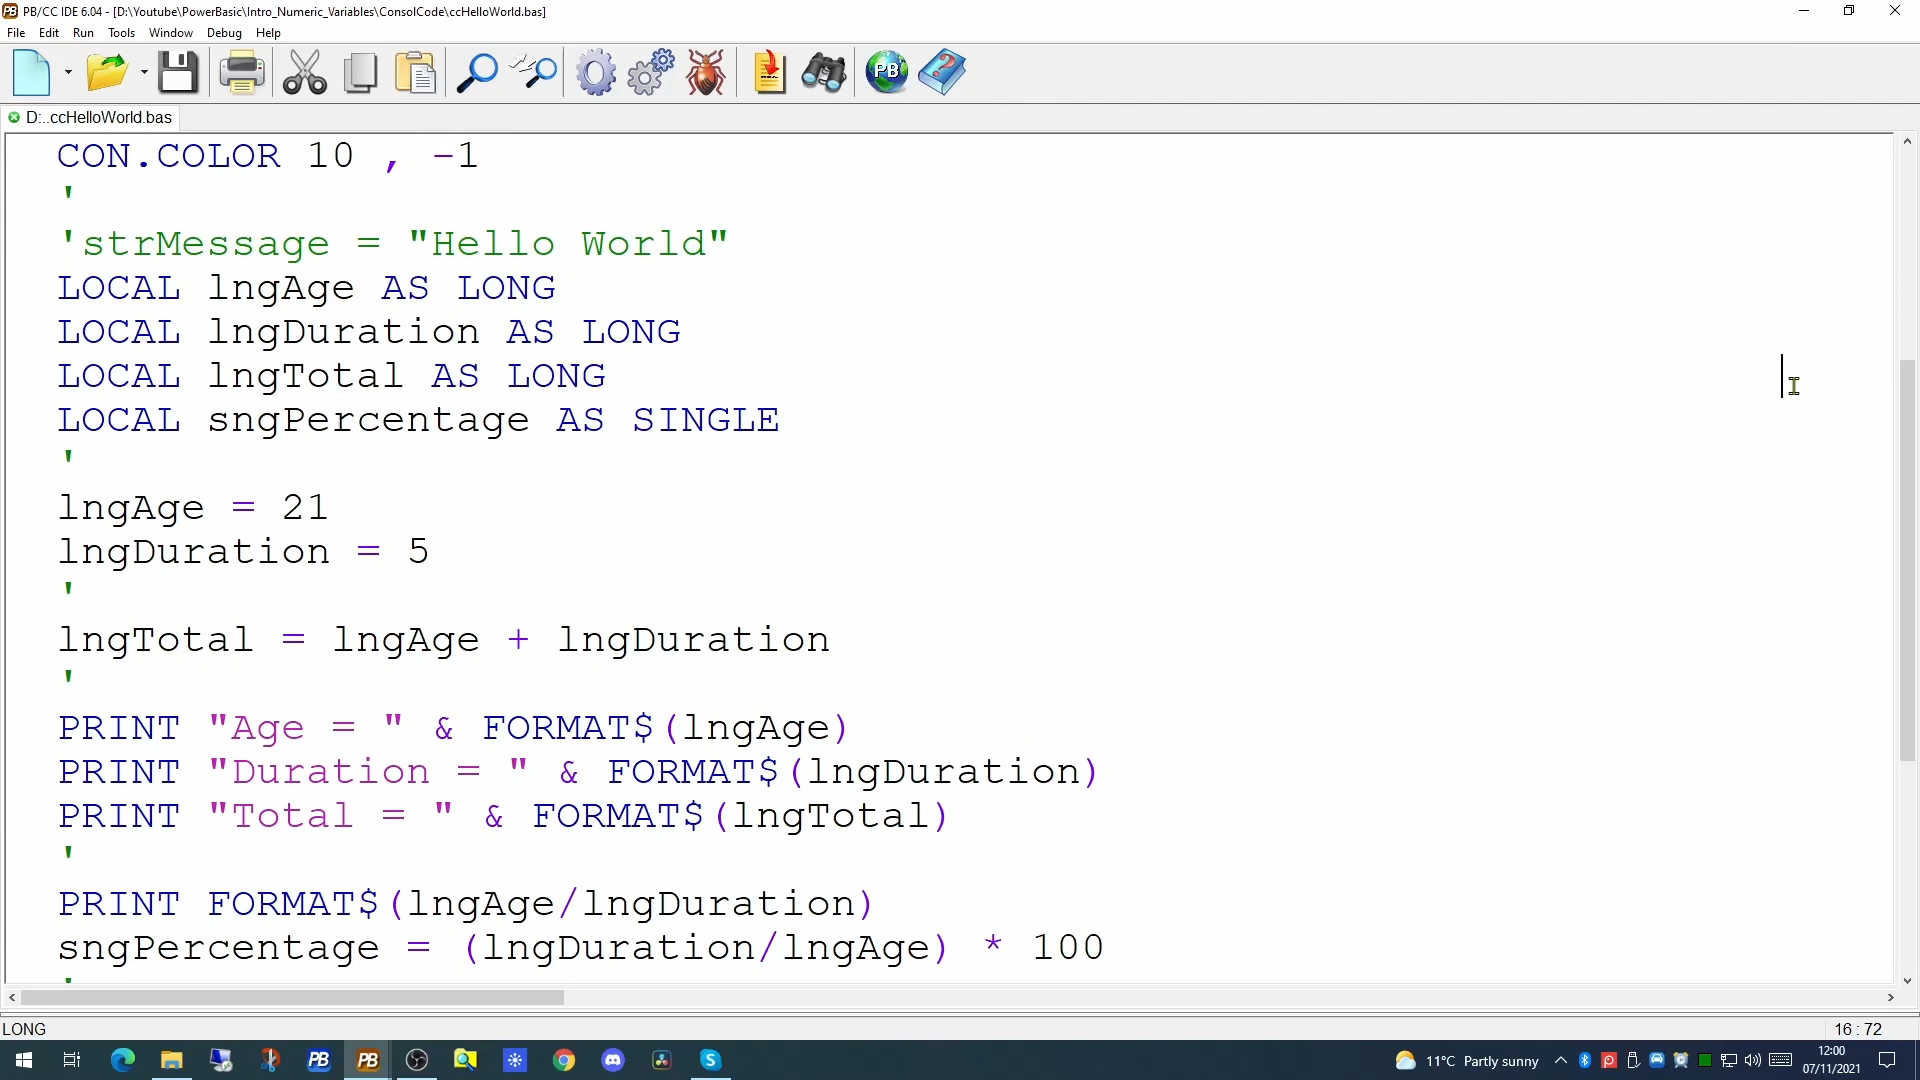 PB/CC IDE 6.04 - [D:\Youtube\PowerBasic\Intro_Numeric_Variables\ConsolCode\ccHelloWorld.bas]
File Edit Run Tools Window Debug Help
PB
D:..ccHelloWorld.bas
CON.COLOR 10 , -1
'
'strMessage = "Hello World"
LOCAL lngAge AS LONG
LOCAL lngDuration AS LONG
LOCAL lngTotal AS LONG
LOCAL sngPercentage AS SINGLE
'
lngAge = 21
lngDuration = 5
'
lngTotal = lngAge + lngDuration
'
PRINT "Age = " & FORMAT$(lngAge)
PRINT "Duration = " & FORMAT$(lngDuration)
PRINT "Total = " & FORMAT$(lngTotal)
'
PRINT FORMAT$(lngAge/lngDuration)
sngPercentage = (lngDuration/lngAge) * 100
'
LONG 16 : 72
PB PB 11°C Partly sunny 12:00
07/11/2021